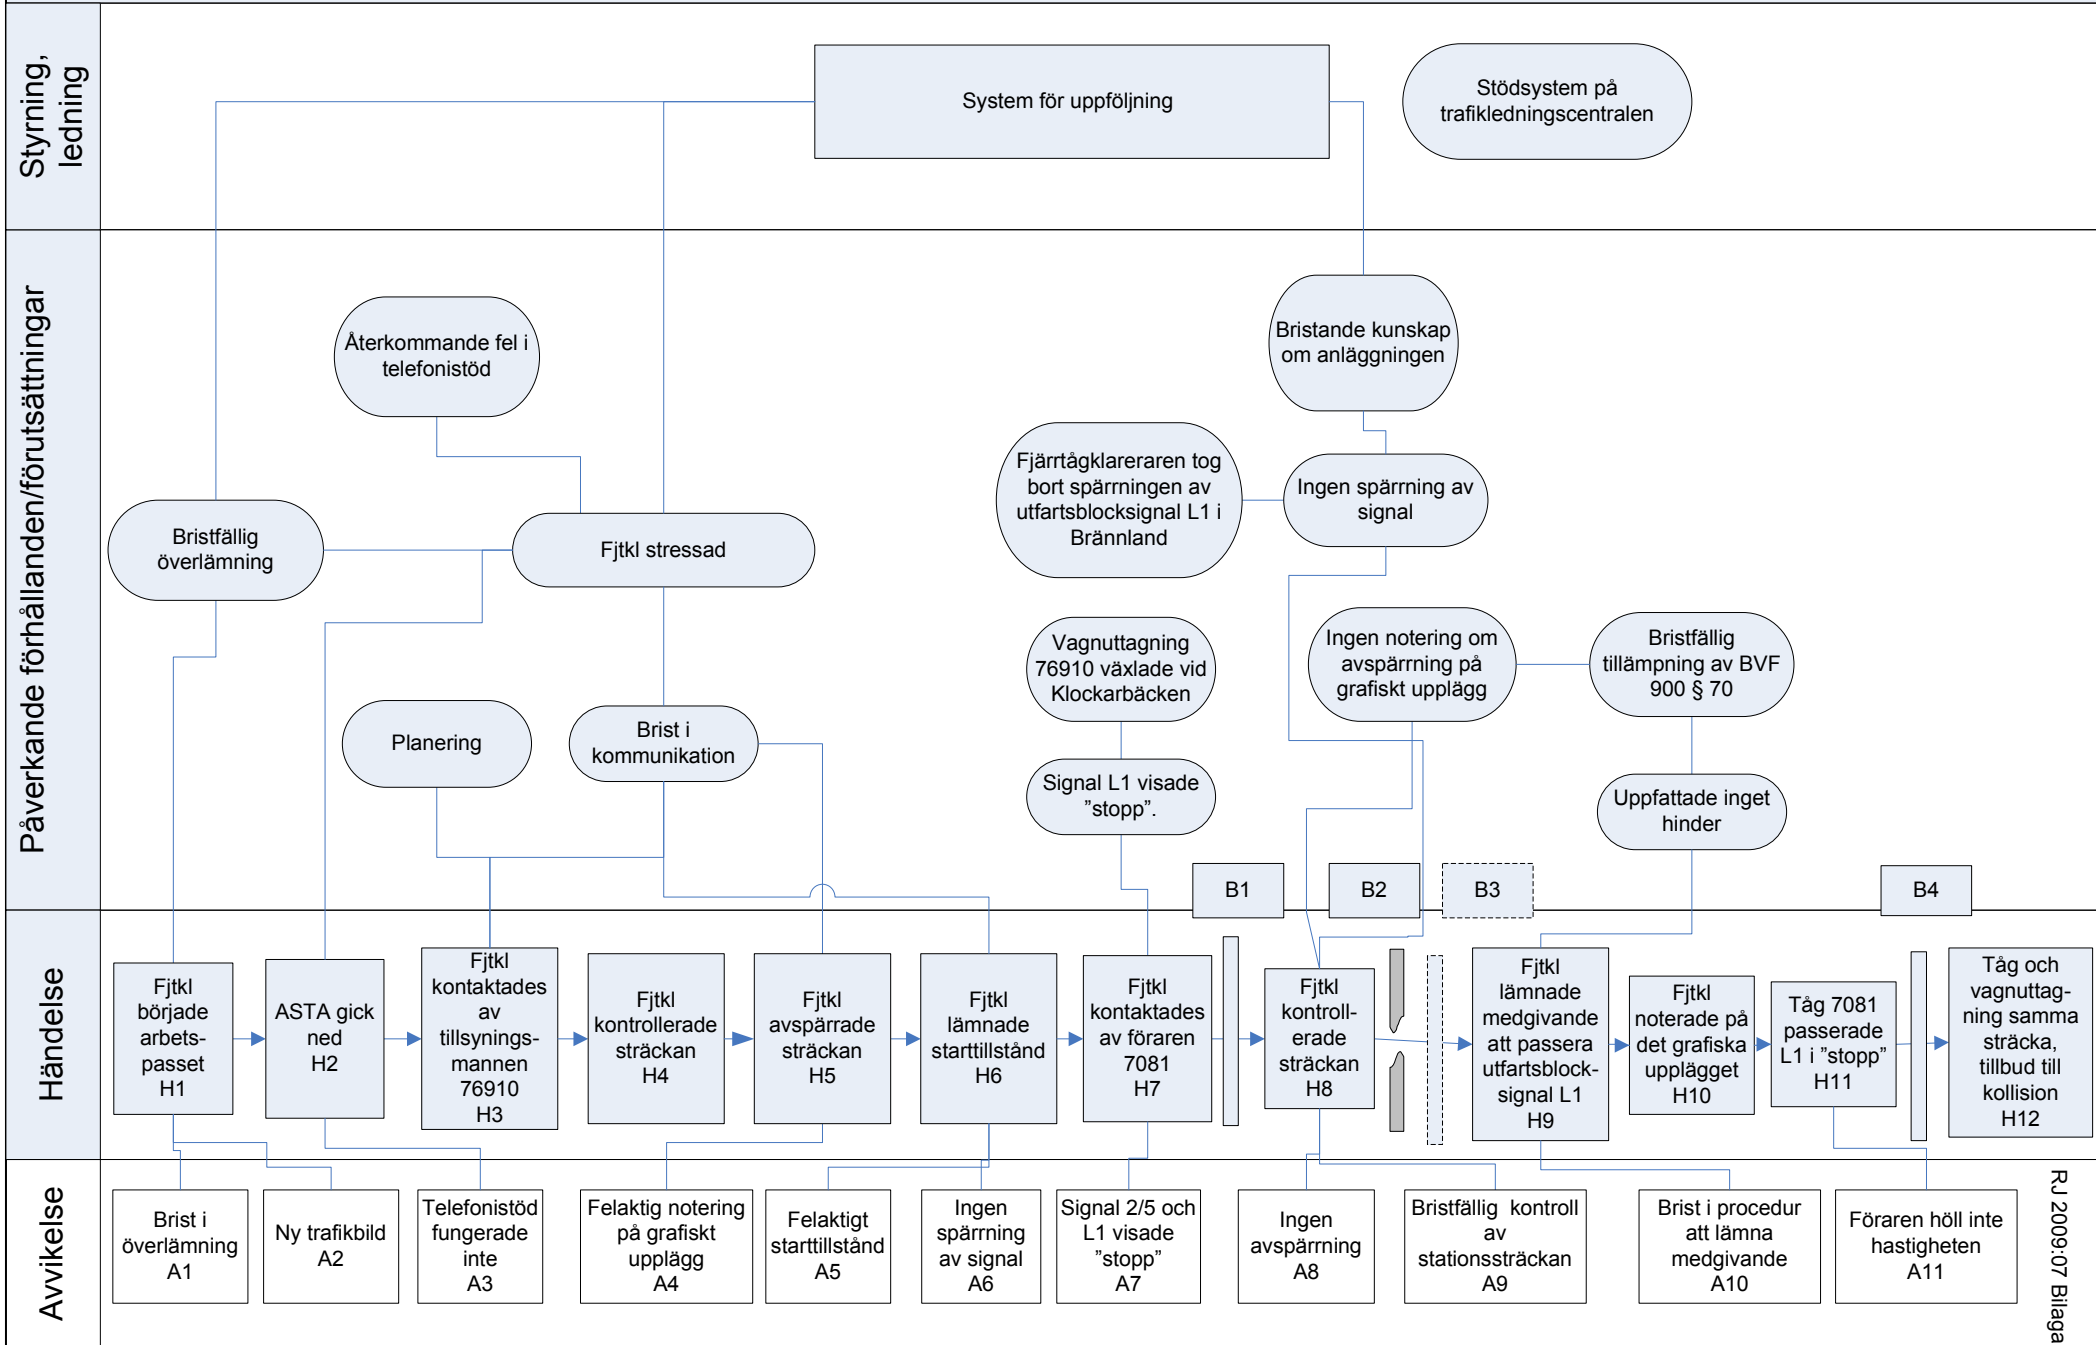 Styrning,
ledning
System för uppföljning
Stödsystem på
trafikledningscentralen
Påverkande förhållanden/förutsättningar
Återkommande fel i
telefonistöd
Bristande kunskap
om anläggningen
Fjärrtågklareraren tog
bort spärrningen av
utfartsblocksignal L1 i
Brännland
Ingen spärrning av
signal
Bristfällig
överlämning
Fjtkl stressad
Vagnuttagning
76910 växlade vid
Klockarbäcken
Ingen notering om
avspärrning på
grafiskt upplägg
Bristfällig
tillämpning av BVF
900 § 70
Planering
Brist i
kommunikation
Signal L1 visade
”stopp”.
Uppfattade inget
hinder
B1
B2
B3
B4
Händelse
Fjtkl
började
arbets-
passet
H1
ASTA gick
ned
H2
Fjtkl
kontaktades
av
tillsynings-
mannen
76910
H3
Fjtkl
kontrollerade
sträckan
H4
Fjtkl
avspärrade
sträckan
H5
Fjtkl
lämnade
starttillstånd
H6
Fjtkl
kontaktades
av föraren
7081
H7
Fjtkl
kontroll-
erade
sträckan
H8
Fjtkl
lämnade
medgivande
att passera
utfartsblock-
signal L1
H9
Fjtkl
noterade på
det grafiska
upplägget
H10
Tåg 7081
passerade
L1 i ”stopp”
H11
Tåg och
vagnuttag-
ning samma
sträcka,
tillbud till
kollision
H12
Avvikelse
Brist i
överlämning
A1
Ny trafikbild
A2
Telefonistöd
fungerade
inte
A3
Felaktig notering
på grafiskt
upplägg
A4
Felaktigt
starttillstånd
A5
Ingen
spärrning
av signal
A6
Signal 2/5 och
L1 visade
”stopp”
A7
Ingen
avspärrning
A8
Bristfällig kontroll
av
stationssträckan
A9
Brist i procedur
att lämna
medgivande
A10
Föraren höll inte
hastigheten
A11
RJ 2009:07 Bilaga